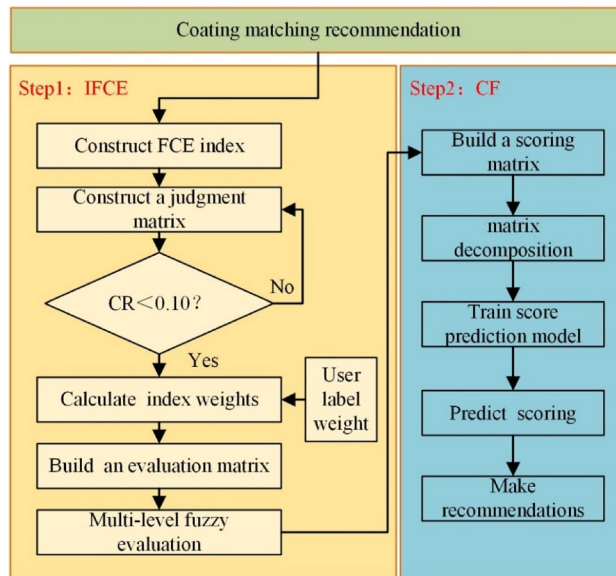 Coating matching recommendation
Step1：IFCE
Construct FCE index
Construct a judgment
matrix
CR＜0.10？
No
Yes
Calculate index weights
User
label
weight
Build an evaluation matrix
Multi-level fuzzy
evaluation
Step2：CF
Build a scoring
matrix
matrix
decomposition
Train score
prediction model
Predict scoring
Make
recommendations